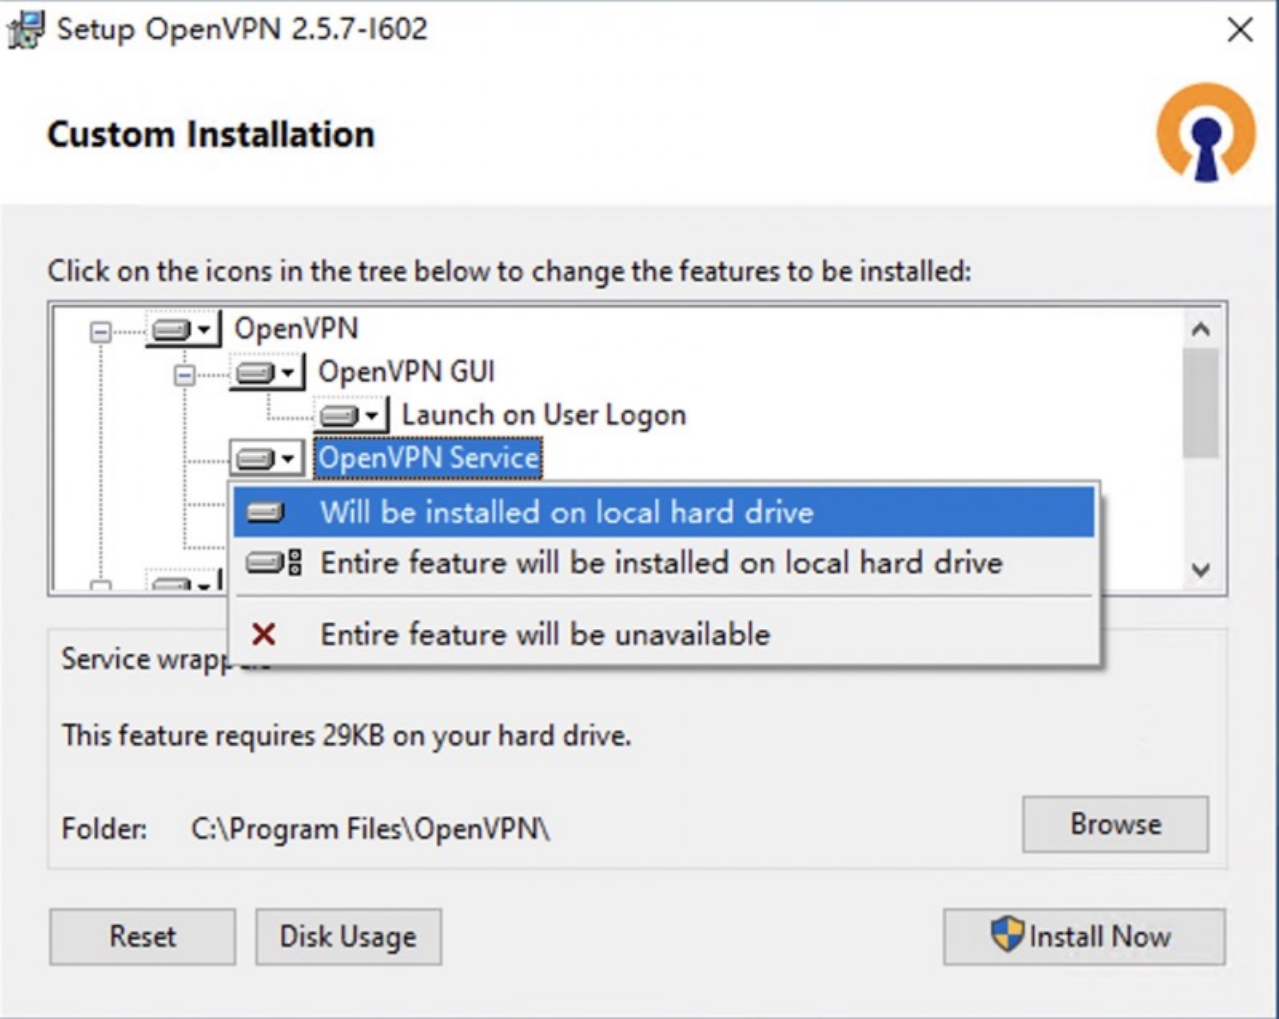 Setup OpenVPN 2.5.7-I602
Custom Installation
Click on the icons in the tree below to change the features to be installed:
OpenVPN
OpenVPN GUI
Launch on User Logon
OpenVPN Service
Will be installed on local hard drive
Entire feature will be installed on local hard drive
Entire feature will be unavailable
Service
This feature requires 29KB on your hard drive.
Folder: C:\Program Files\OpenVPN\
Browse
Reset
Disk Usage
Install Now